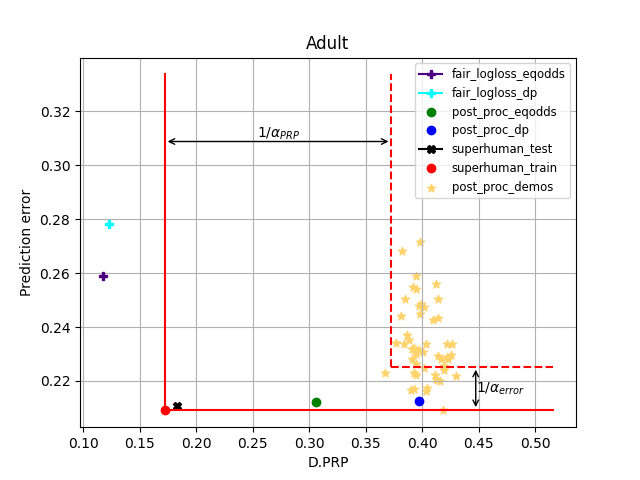 Adult
fair_logloss_eqodds
fair_logloss_dp
post_proc_eqodds
post_proc_dp
superhuman_test
superhuman_train
post_proc_demos
1/α_PRP
1/α_error
Prediction error
0.32
0.30
0.28
0.26
0.24
0.22
0.10 0.15 0.20 0.25 0.30 0.35 0.40 0.45 0.50
D.PRP